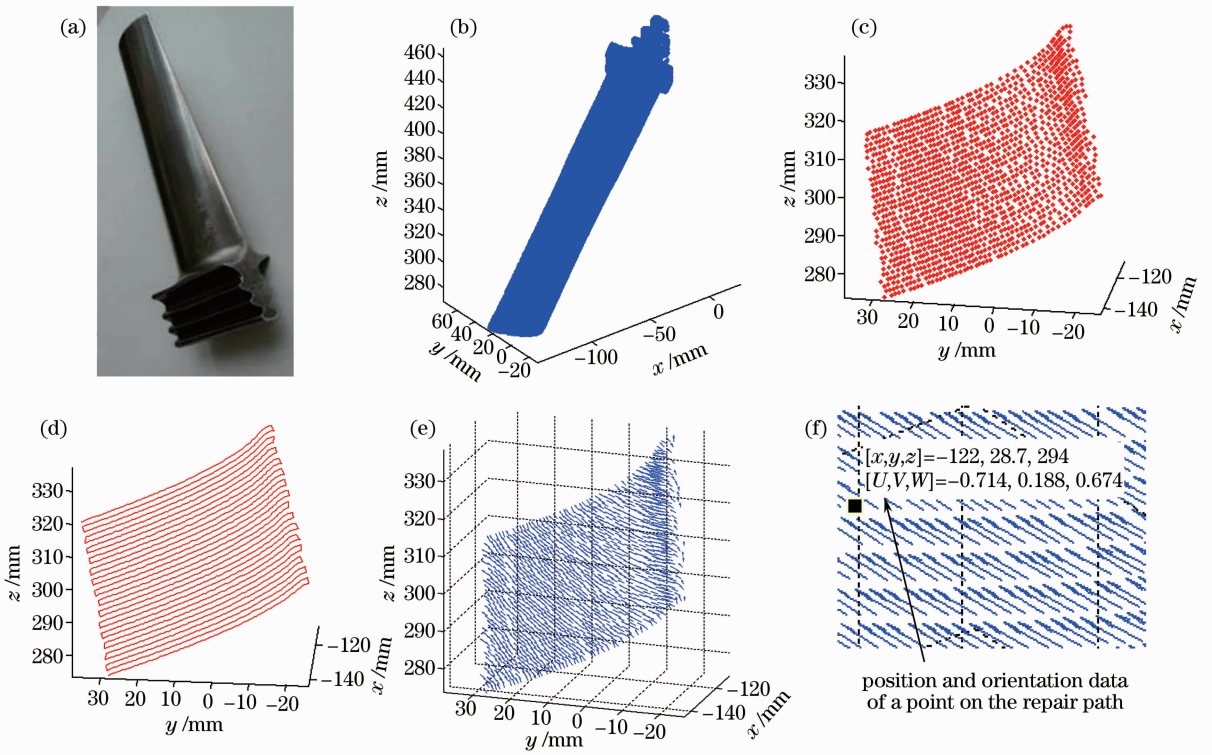 (a)
(b)
460
440
420
400
380
360
340
320
300
280
z /mm
60
40
20
0
−20
y /mm
−100
−50
0
x /mm
(c)
330
320
310
300
290
280
z /mm
30 20 10 0 −10 −20
y /mm
−120
−140
x /mm
(d)
330
320
310
300
290
280
z /mm
30 20 10 0 −10 −20
y /mm
−120
−140
x /mm
(e)
330
320
310
300
290
280
z /mm
30 20 10 0 −10 −20
y /mm
−120
−140
x /mm
(f)
[x,y,z]=−122, 28.7, 294
[U,V,W]=−0.714, 0.188, 0.674
position and orientation data
of a point on the repair path